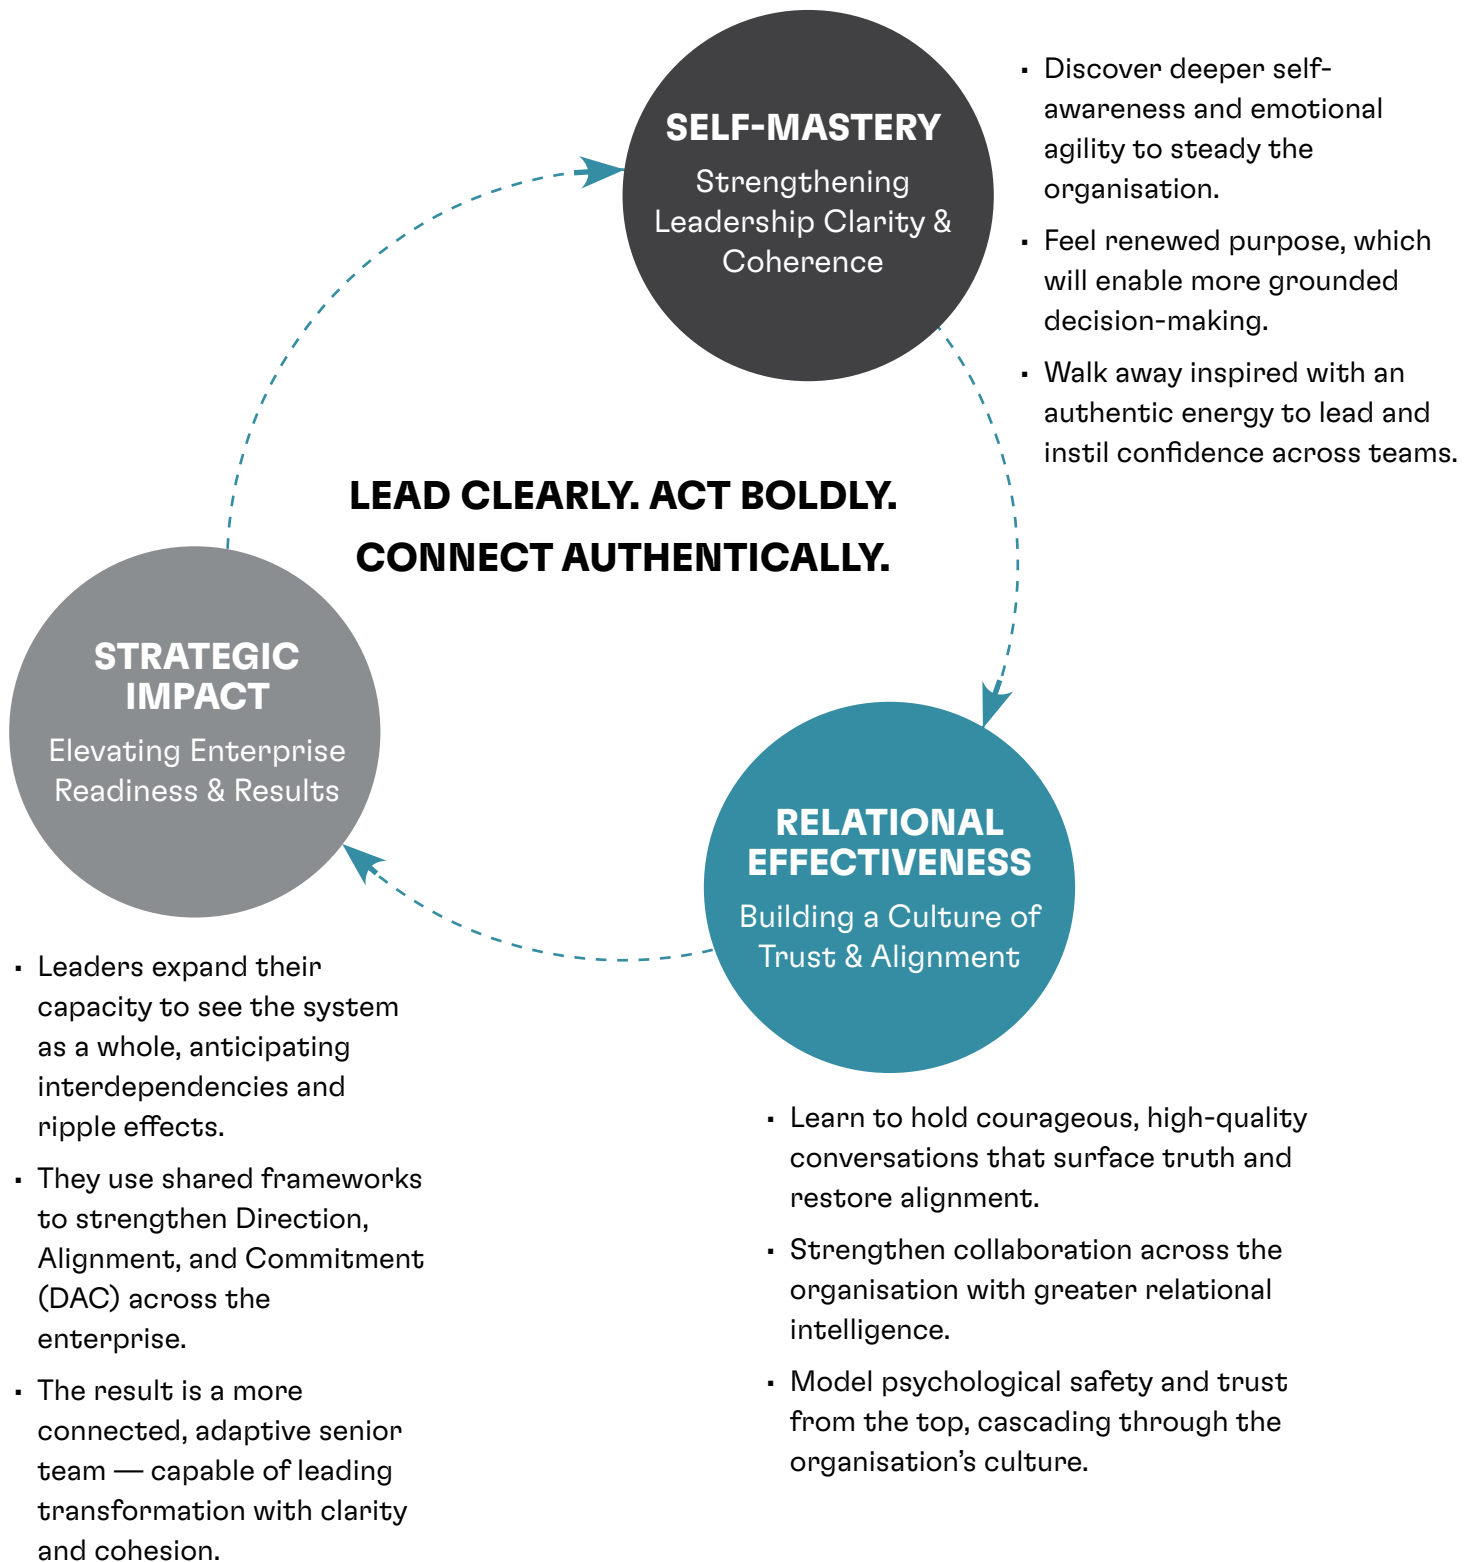 SELF-MASTERY
Strengthening
Leadership Clarity &
Coherence
▪ Discover deeper self-
awareness and emotional
agility to steady the
organisation.
▪ Feel renewed purpose, which
will enable more grounded
decision-making.
▪ Walk away inspired with an
authentic energy to lead and
instil confidence across teams.
LEAD CLEARLY. ACT BOLDLY.
CONNECT AUTHENTICALLY.
STRATEGIC
IMPACT
Elevating Enterprise
Readiness & Results
▪ Leaders expand their
capacity to see the system
as a whole, anticipating
interdependencies and
ripple effects.
▪ They use shared frameworks
to strengthen Direction,
Alignment, and Commitment
(DAC) across the
enterprise.
▪ The result is a more
connected, adaptive senior
team — capable of leading
transformation with clarity
and cohesion.
RELATIONAL
EFFECTIVENESS
Building a Culture of
Trust & Alignment
▪ Learn to hold courageous, high-quality
conversations that surface truth and
restore alignment.
▪ Strengthen collaboration across the
organisation with greater relational
intelligence.
▪ Model psychological safety and trust
from the top, cascading through the
organisation’s culture.